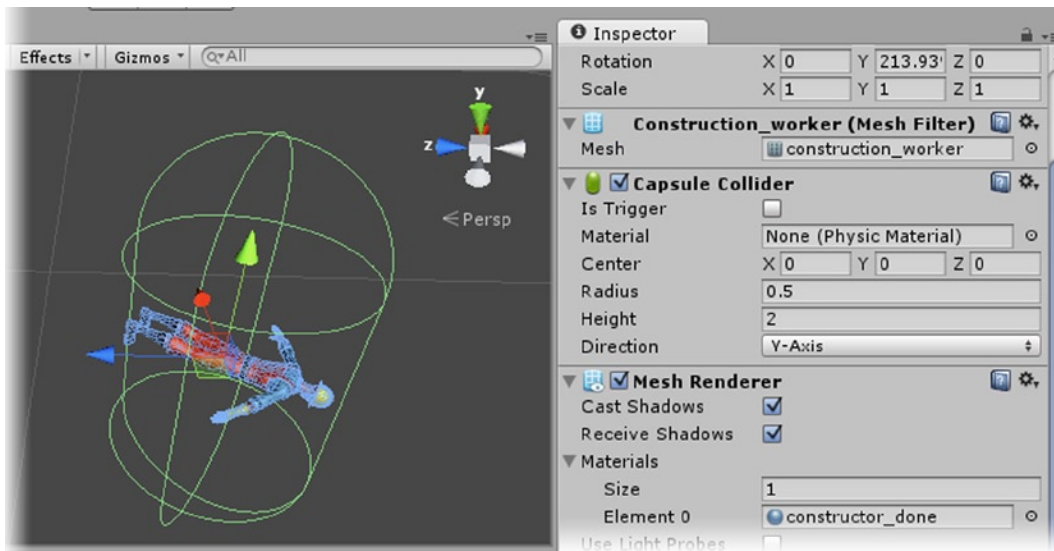 Inspector
Effects Gizmos All
Rotation X 0 Y 213.939 Z 0
Scale X 1 Y 1 Z 1
Construction_worker (Mesh Filter)
Mesh construction_worker
Capsule Collider
Is Trigger
Material None (Physic Material)
Center X 0 Y 0 Z 0
Radius 0.5
Height 2
Direction Y-Axis
Mesh Renderer
Cast Shadows
Receive Shadows
Materials
Size 1
Element 0 constructor_done
Use Light Probes
y
z
Persp